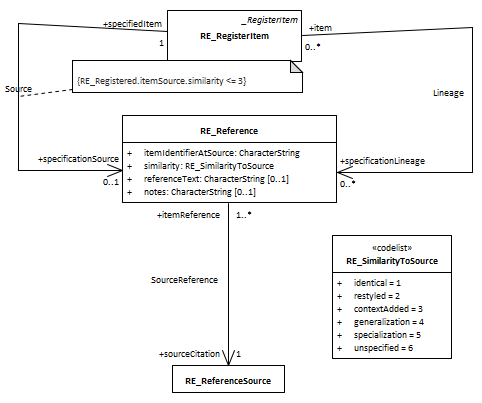 _RegisterItem
RE_RegisterItem
+specifiedItem
1
+item
0..*
{RE_Registered.itemSource.similarity <= 3}
Source
Lineage
RE_Reference
+ itemIdentifierAtSource: CharacterString
+ similarity: RE_SimilarityToSource
+ referenceText: CharacterString [0..1]
+ notes: CharacterString [0..1]
+specificationSource
0..1
+specificationLineage
0..*
+itemReference
1..*
SourceReference
«codelist»
RE_SimilarityToSource
+ identical = 1
+ restyled = 2
+ contextAdded = 3
+ generalization = 4
+ specialization = 5
+ unspecified = 6
+sourceCitation
1
RE_ReferenceSource